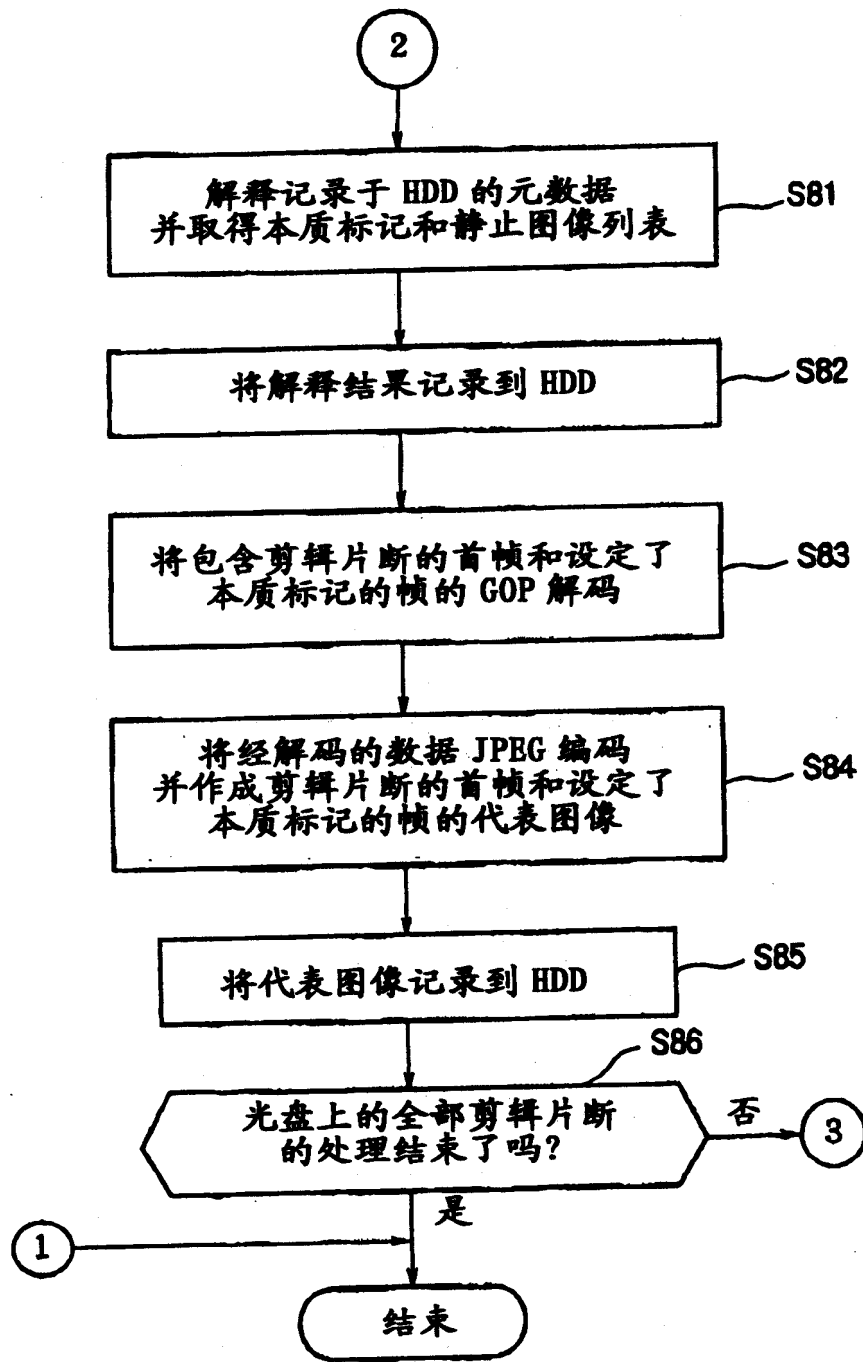 2
解释记录于 HDD 的元数据
并取得本质标记和静止图像列表
S81
将解释结果记录到 HDD
S82
将包含剪辑片断的首帧和设定了
本质标记的帧的 GOP 解码
S83
将经解码的数据 JPEG 编码
并作成剪辑片断的首帧和设定了
本质标记的帧的代表图像
S84
将代表图像记录到 HDD
S85
S86
光盘上的全部剪辑片断
的处理结束了吗?
否
3
是
1
结束